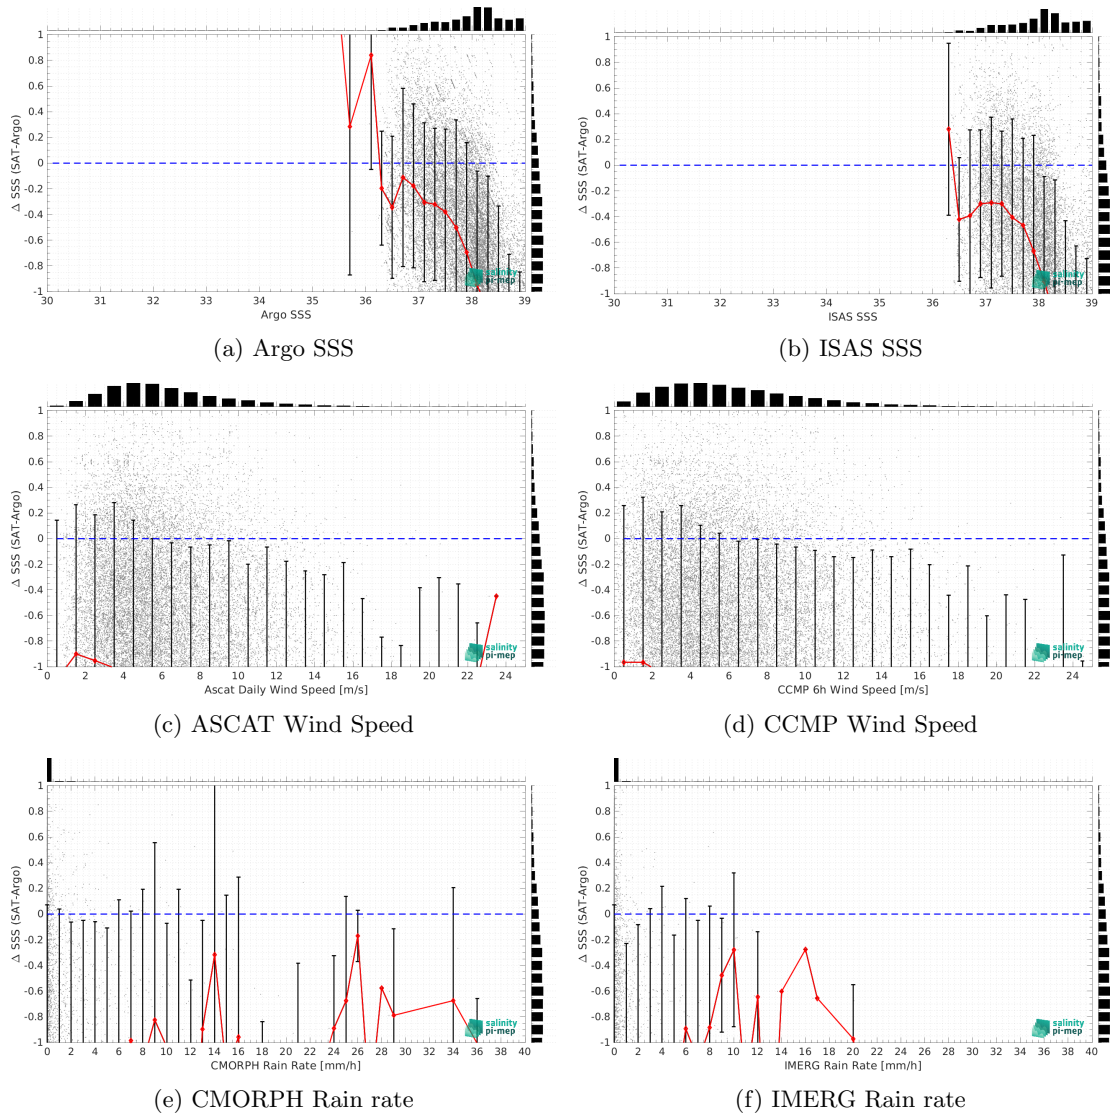 1
0.8
0.6
0.4
0.2
0
-0.2
-0.4
-0.6
-0.8
-1
Δ SSS (SAT-Argo)
30 31 32 33 34 35 36 37 38 39
Argo SSS
salinity
pi-mep
(a) Argo SSS
1
0.8
0.6
0.4
0.2
0
-0.2
-0.4
-0.6
-0.8
-1
Δ SSS (SAT-Argo)
30 31 32 33 34 35 36 37 38 39
ISAS SSS
salinity
pi-mep
(b) ISAS SSS
1
0.8
0.6
0.4
0.2
0
-0.2
-0.4
-0.6
-0.8
-1
Δ SSS (SAT-Argo)
0 2 4 6 8 10 12 14 16 18 20 22 24
Ascat Daily Wind Speed [m/s]
salinity
pi-mep
(c) ASCAT Wind Speed
1
0.8
0.6
0.4
0.2
0
-0.2
-0.4
-0.6
-0.8
-1
Δ SSS (SAT-Argo)
0 2 4 6 8 10 12 14 16 18 20 22 24
CCMP 6h Wind Speed [m/s]
salinity
pi-mep
(d) CCMP Wind Speed
1
0.8
0.6
0.4
0.2
0
-0.2
-0.4
-0.6
-0.8
-1
Δ SSS (SAT-Argo)
0 2 4 6 8 10 12 14 16 18 20 22 24 26 28 30 32 34 36 38 40
CMORPH Rain Rate [mm/h]
salinity
pi-mep
(e) CMORPH Rain rate
1
0.8
0.6
0.4
0.2
0
-0.2
-0.4
-0.6
-0.8
-1
Δ SSS (SAT-Argo)
0 2 4 6 8 10 12 14 16 18 20 22 24 26 28 30 32 34 36 38 40
IMERG Rain Rate [mm/h]
salinity
pi-mep
(f) IMERG Rain rate